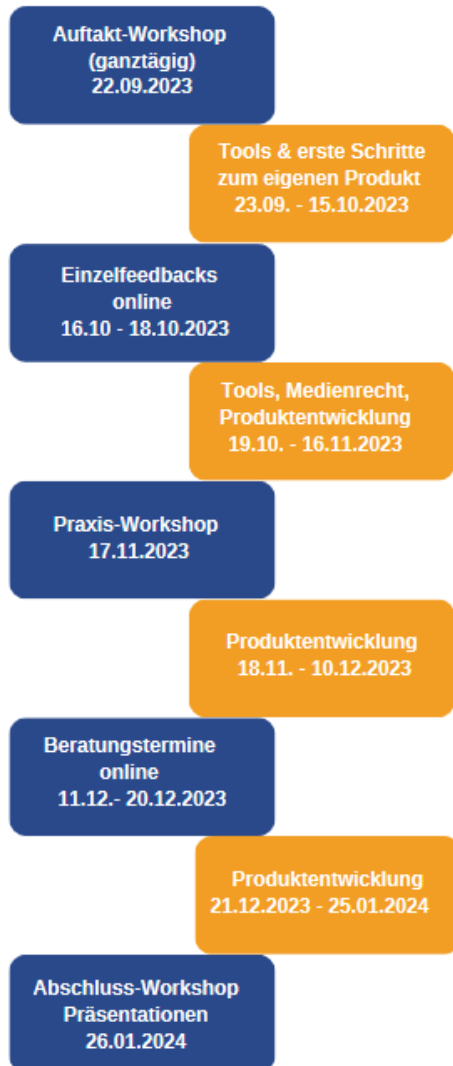 Auftakt-Workshop
(ganztägig)
22.09.2023
Tools & erste Schritte
zum eigenen Produkt
23.09. - 15.10.2023
Einzelfeedbacks
online
16.10 - 18.10.2023
Tools, Medienrecht,
Produktentwicklung
19.10. - 16.11.2023
Praxis-Workshop
17.11.2023
Produktentwicklung
18.11. - 10.12.2023
Beratungstermine
online
11.12.- 20.12.2023
Produktentwicklung
21.12.2023 - 25.01.2024
Abschluss-Workshop
Präsentationen
26.01.2024